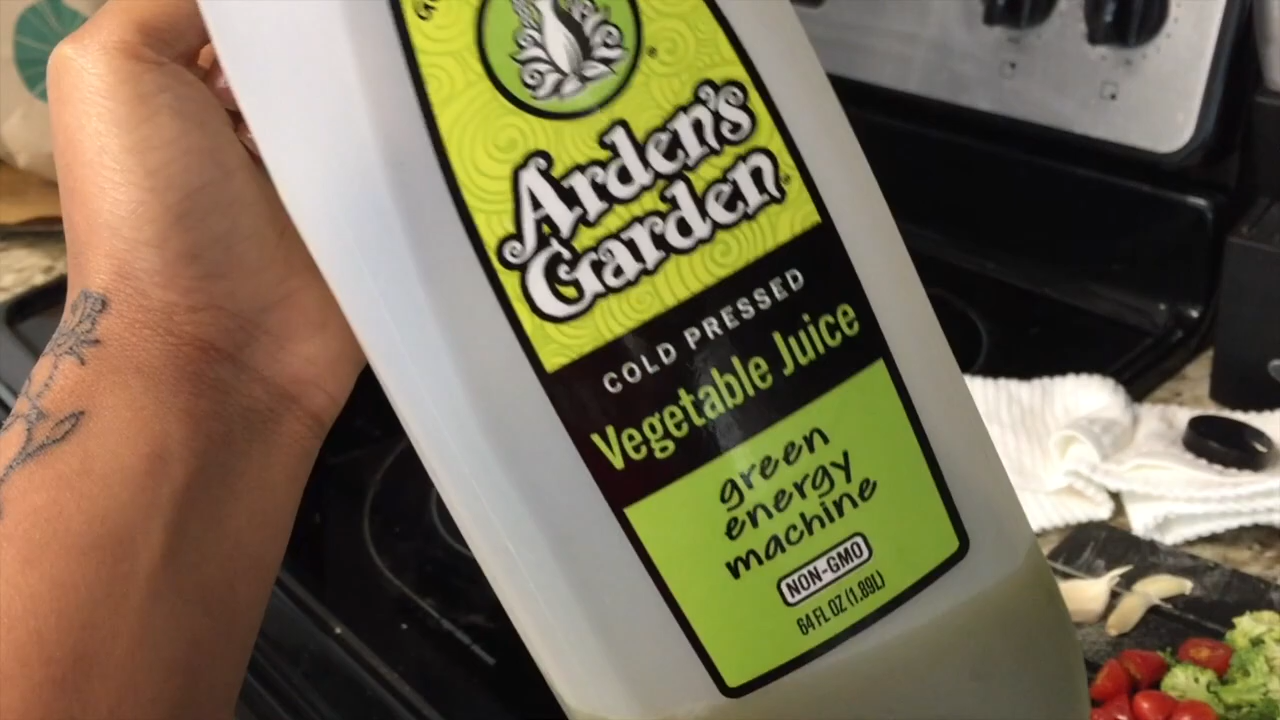 Arden's
Garden
COLD PRESSED
Vegetable Juice
green
energy
machine
NON-GMO
64 FL OZ (1.89L)